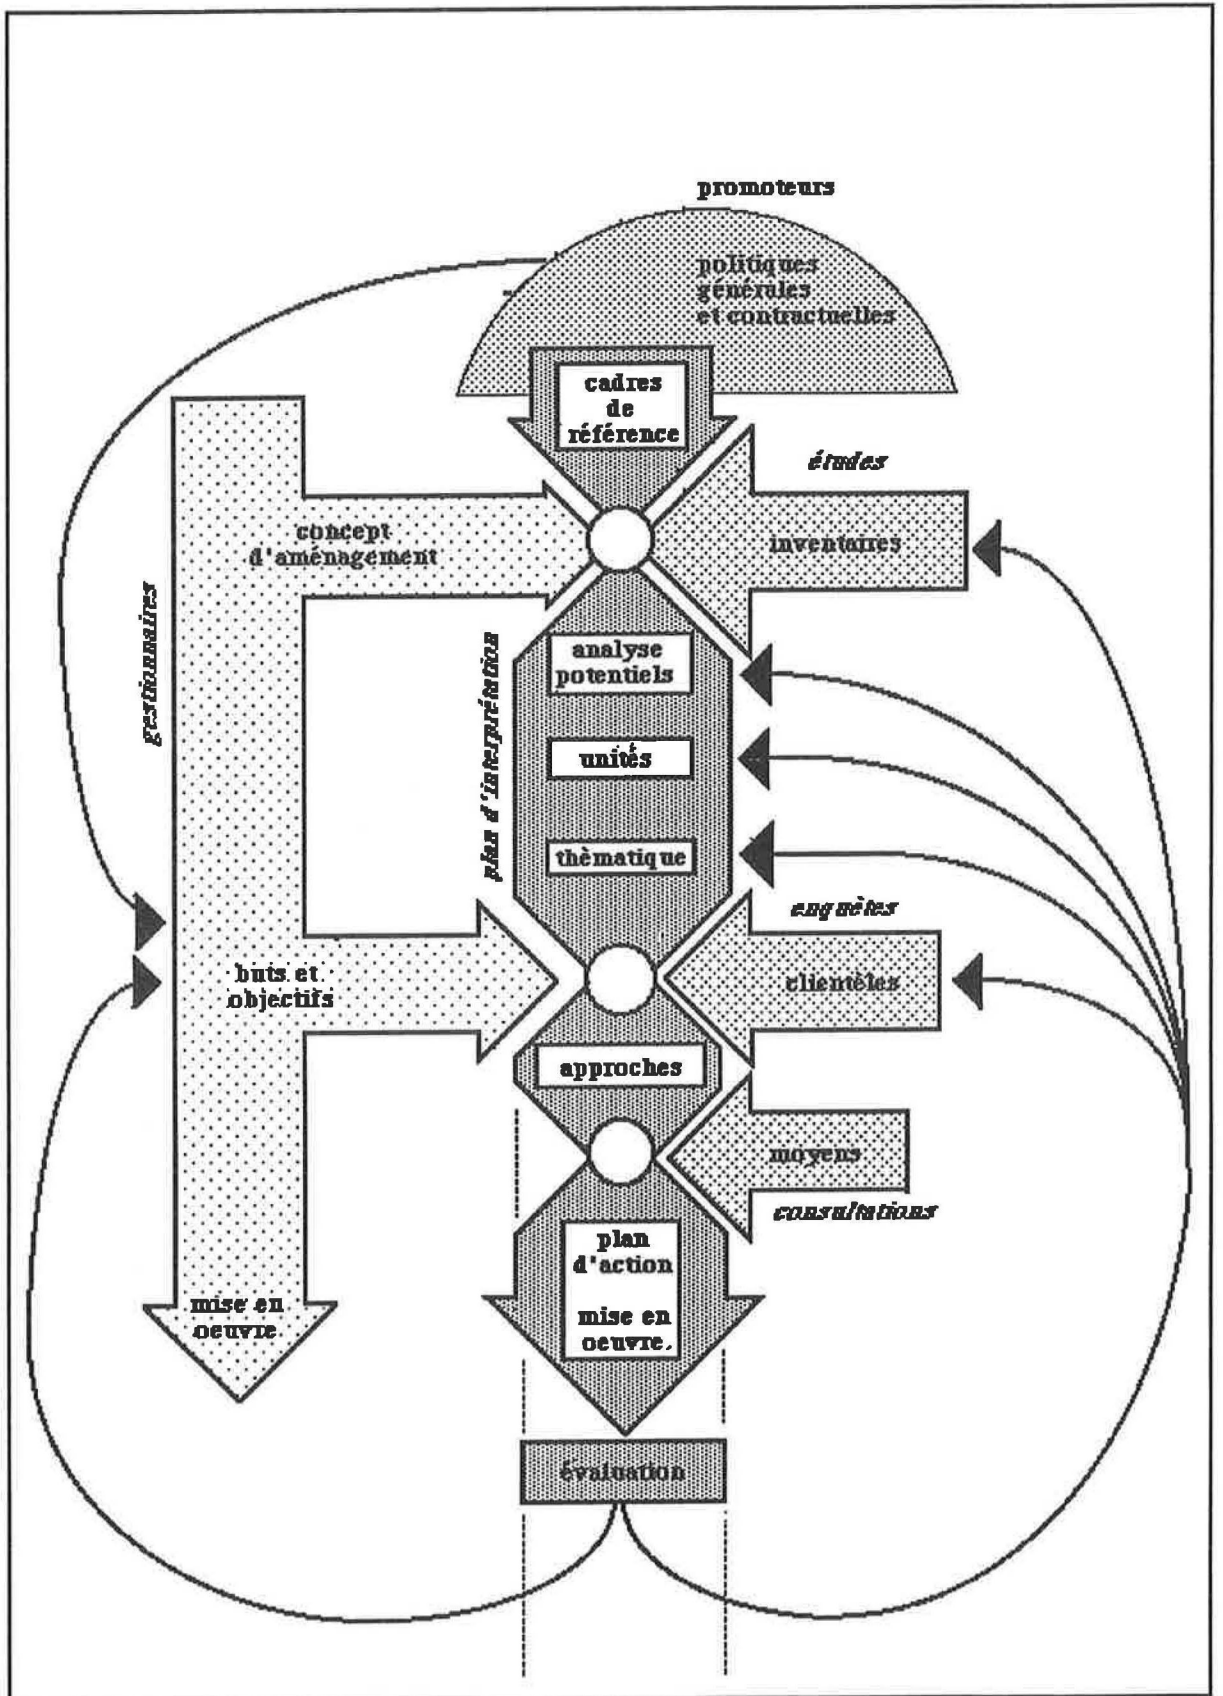 promoteurs
politiques
générales
et contractuelles
cadres
de
référence
études
inventaires
concept
d'aménagement
gestionnaires
plan d'interprétation
analyse
potentiels
unités
thèmatique
enquètes
clientèles
buts et
objectifs
approches
moyens
consultations
plan
d'action
mise en
oeuvre.
mise en
oeuvre
évaluation